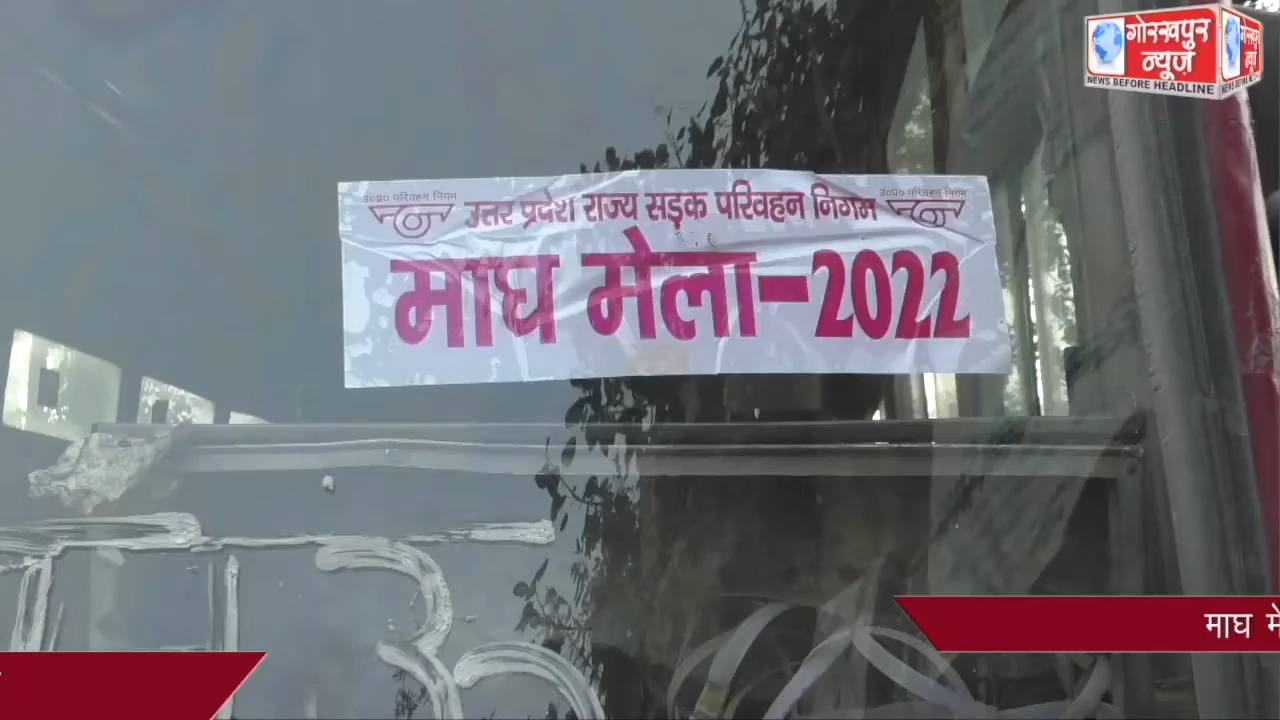 गोरखपुर
न्यूज़
NEWS BEFORE HEADLINE
उ०प्र० परिवहन निगम
उत्तर प्रदेश राज्य सड़क परिवहन निगम
उ०प्र० परिवहन निगम
माघ मेला-2022
माघ